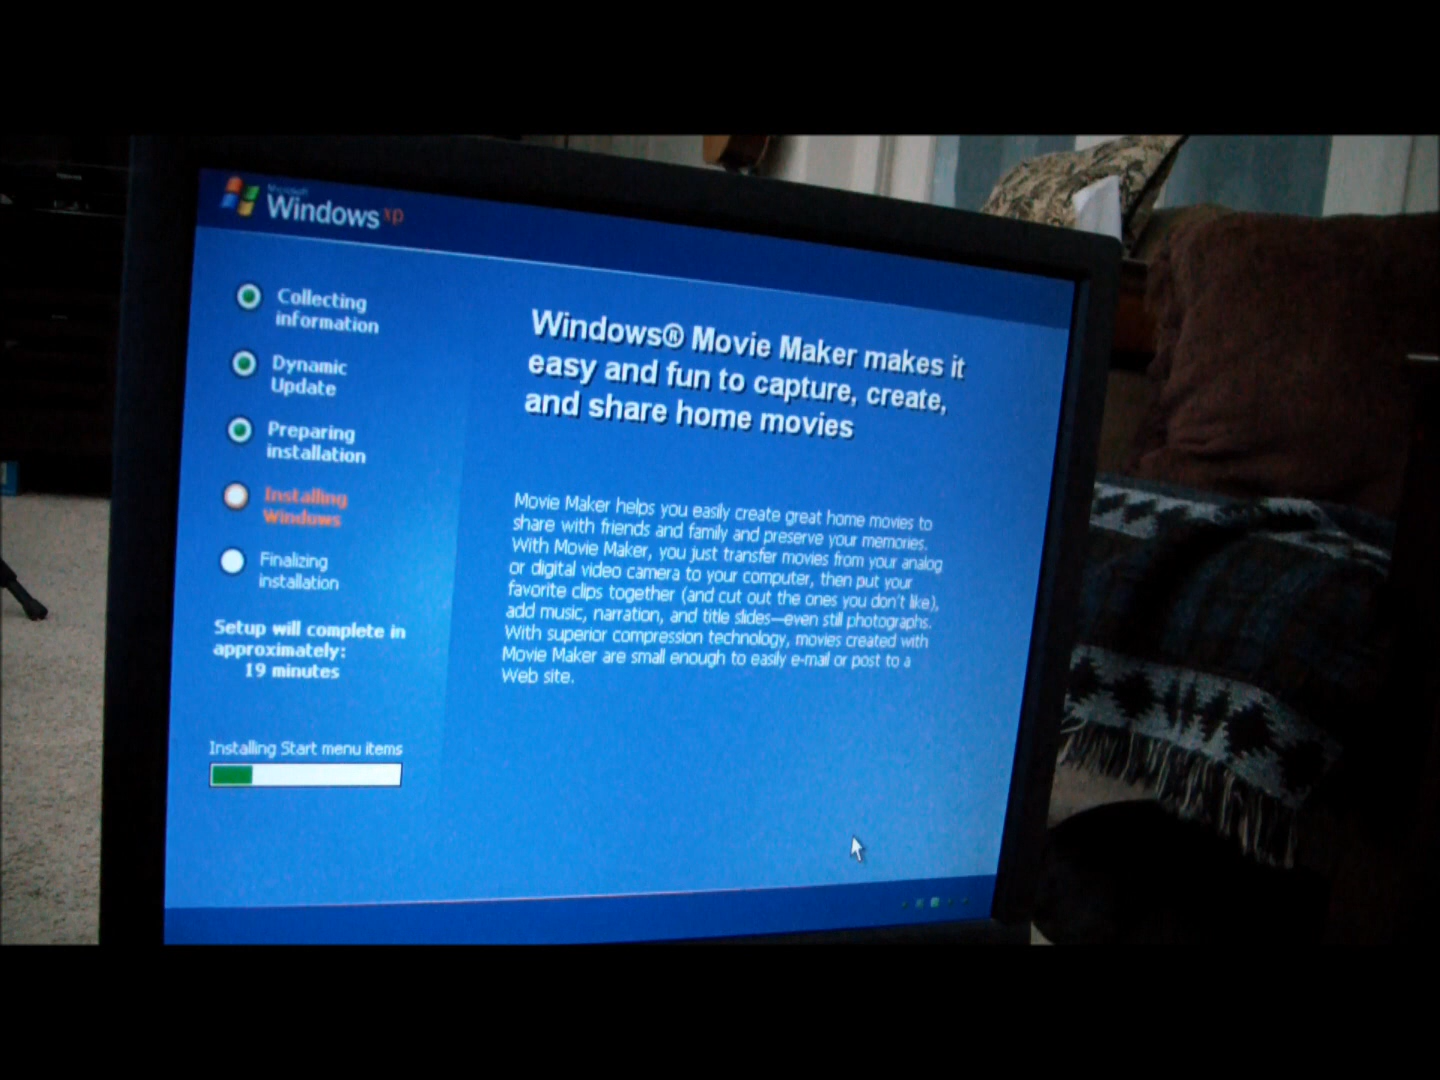 Microsoft
Windows xp
Collecting
information
Dynamic
Update
Preparing
installation
Installing
Windows
Finalizing
installation
Setup will complete in
approximately:
19 minutes
Installing Start menu items
Windows® Movie Maker makes it
easy and fun to capture, create,
and share home movies
Movie Maker helps you easily create great home movies to
share with friends and family and preserve your memories.
With Movie Maker, you just transfer movies from your analog
or digital video camera to your computer, then put your
favorite clips together (and cut out the ones you don't like),
add music, narration, and title slides—even still photographs.
With superior compression technology, movies created with
Movie Maker are small enough to easily e-mail or post to a
Web site.